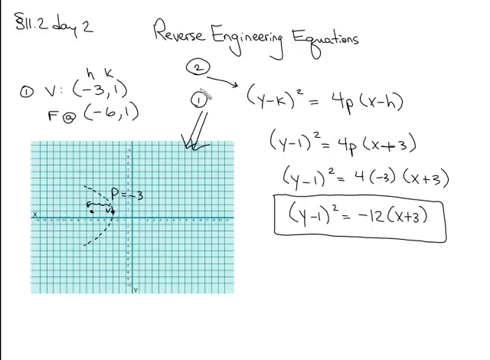 §11.2 day 2
Reverse Engineering Equations
h k
① V: (-3, 1)
F @ (-6, 1)
②
①
(y-k)² = 4p(x-h)
(y-1)² = 4p(x+3)
(y-1)² = 4(-3)(x+3)
(y-1)² = -12(x+3)
P = -3
V
X
Y